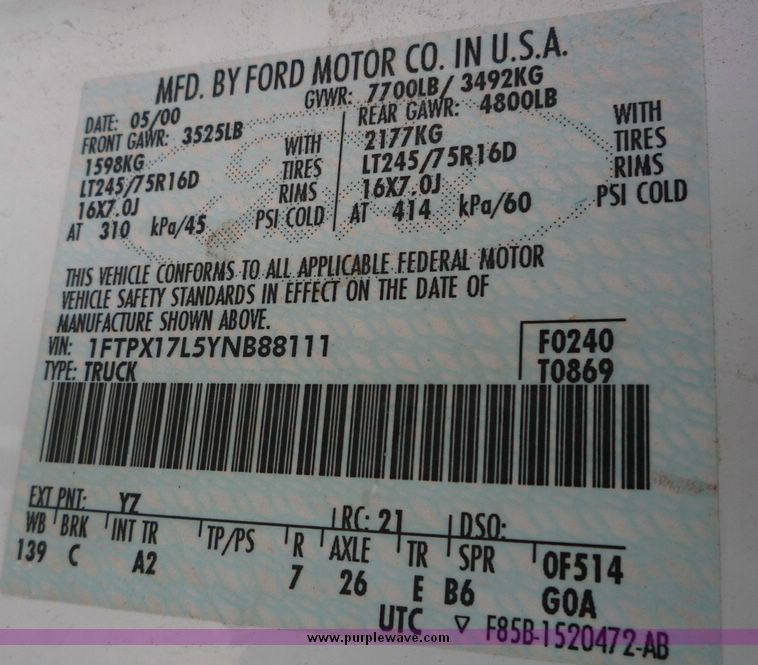 MFD. BY FORD MOTOR CO. IN U.S.A.
DATE: 05/00 GVWR: 7700LB/ 3492KG
FRONT GAWR: 3525LB REAR GAWR: 4800LB
1598KG WITH 2177KG WITH
LT245/75R16D TIRES LT245/75R16D TIRES
16X7.0J RIMS 16X7.0J RIMS
AT 310 kPa/45 PSI COLD AT 414 kPa/60 PSI COLD
THIS VEHICLE CONFORMS TO ALL APPLICABLE FEDERAL MOTOR
VEHICLE SAFETY STANDARDS IN EFFECT ON THE DATE OF
MANUFACTURE SHOWN ABOVE.
VIN: 1FTPX17L5YNB88111 F0240
TYPE: TRUCK T0869
EXT PNT: YZ RC: 21 DSO:
WB BRK INT TR TP/PS R AXLE TR SPR 0F514
139 C A2 7 26 E B6 GOA
UTC ▽ F85B-1520472-AB
www.purplewave.com